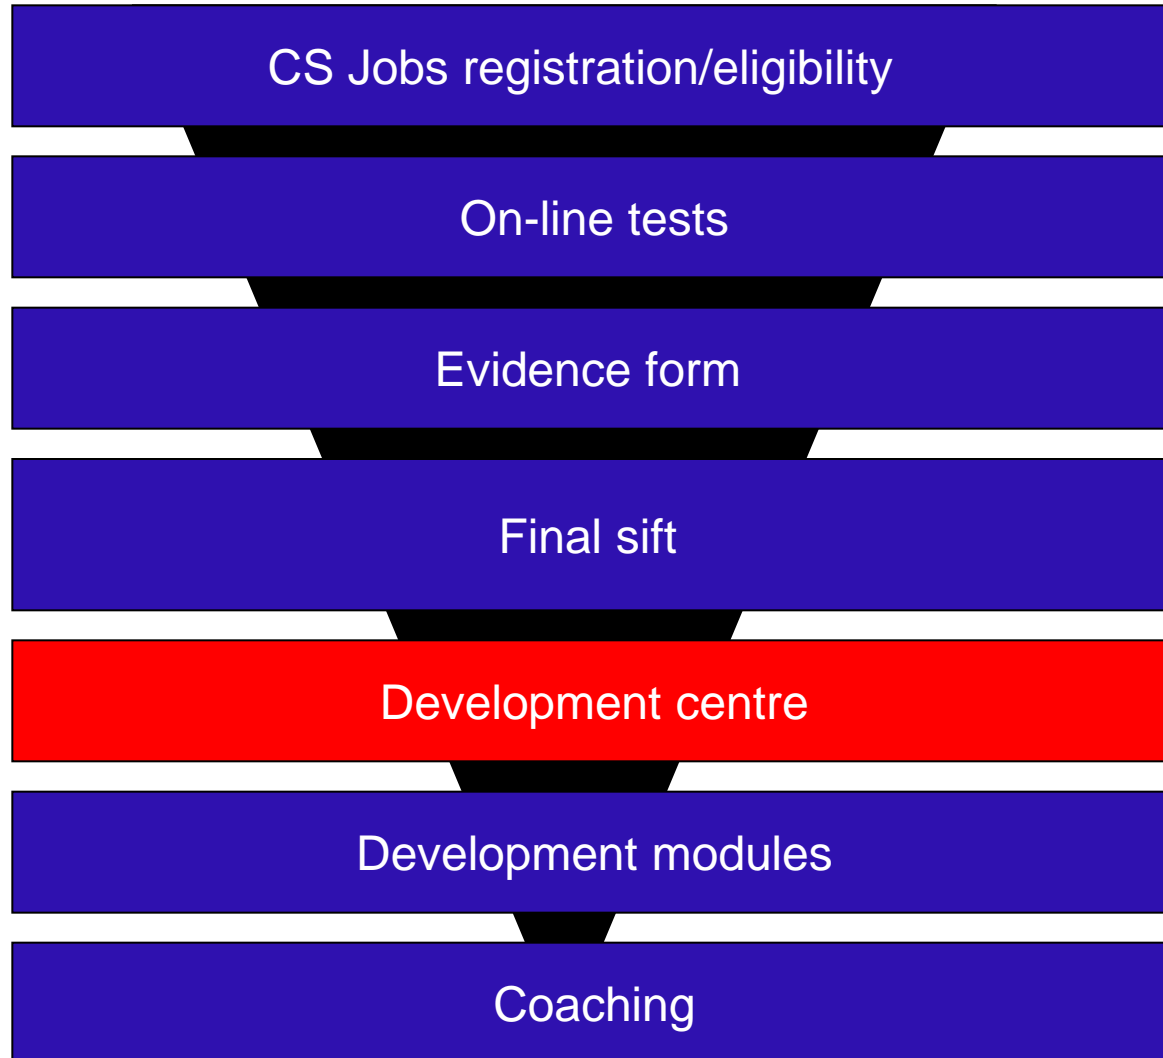 CS Jobs registration/eligibility
On-line tests
Evidence form
Final sift
Development centre
Development modules
Coaching